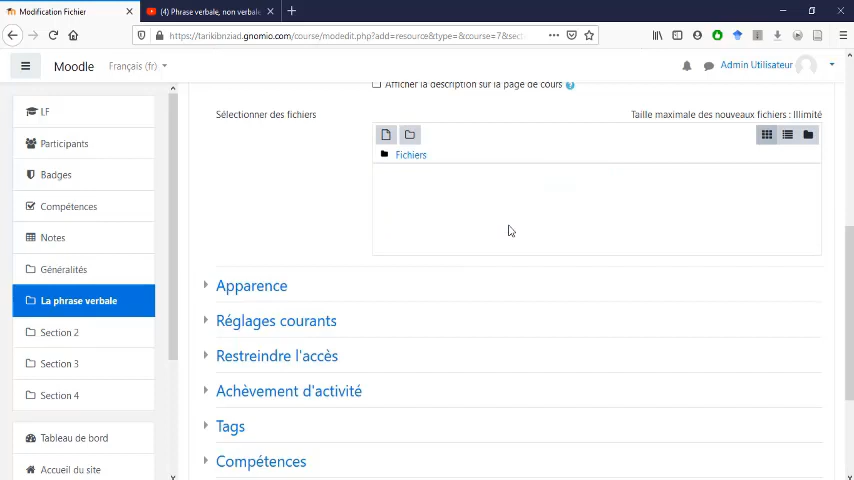 Modification Fichier
(4) Phrase verbale, non verbale
https://tarikibnziad.gnomio.com/course/modedit.php?add=resource&type=&course=7&sec
Moodle
Français (fr)
Admin Utilisateur
LF
Participants
Badges
Compétences
Notes
Généralités
La phrase verbale
Section 2
Section 3
Section 4
Tableau de bord
Accueil du site
Afficher la description sur la page de cours
Sélectionner des fichiers
Taille maximale des nouveaux fichiers : Illimité
Fichiers
Apparence
Réglages courants
Restreindre l'accès
Achèvement d'activité
Tags
Compétences